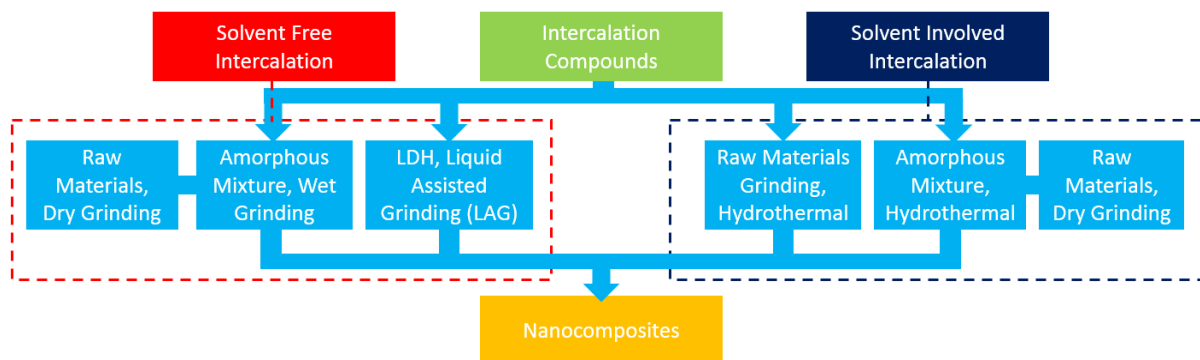 Solvent Free
Intercalation
Intercalation
Compounds
Solvent Involved
Intercalation
Raw
Materials,
Dry Grinding
Amorphous
Mixture, Wet
Grinding
LDH, Liquid
Assisted
Grinding (LAG)
Raw Materials
Grinding,
Hydrothermal
Amorphous
Mixture,
Hydrothermal
Raw
Materials,
Dry Grinding
Nanocomposites